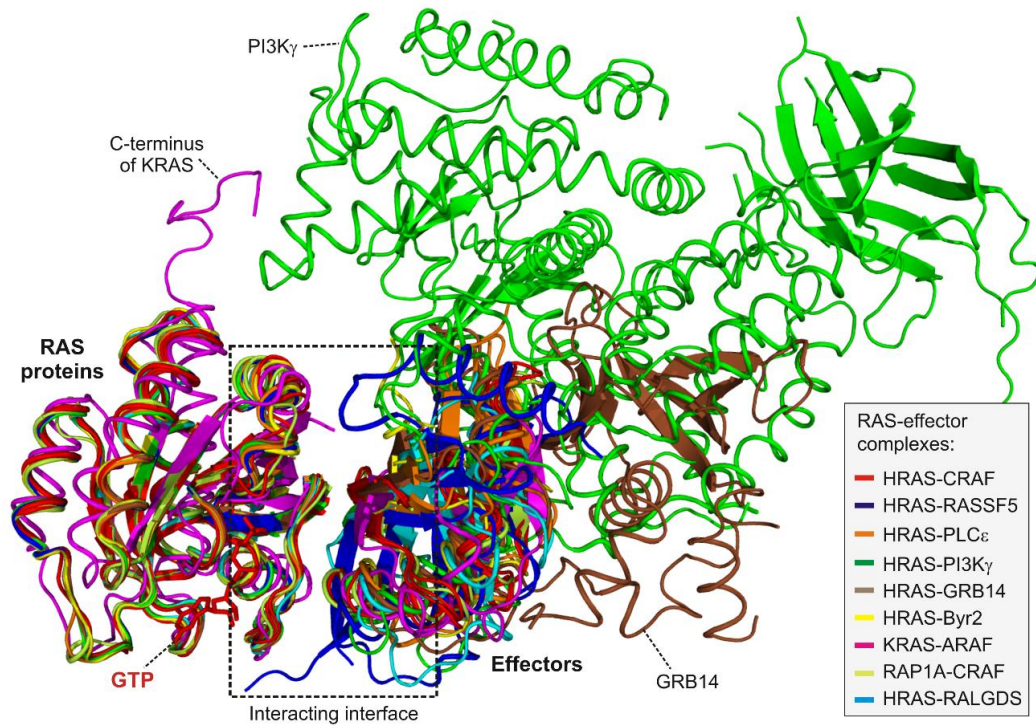 PI3Kγ
C-terminus
of KRAS
RAS
proteins
GTP
Effectors
GRB14
Interacting interface
RAS-effector
complexes:
HRAS-CRAF
HRAS-RASSF5
HRAS-PLCε
HRAS-PI3Kγ
HRAS-GRB14
HRAS-Byr2
KRAS-ARAF
RAP1A-CRAF
HRAS-RALGDS